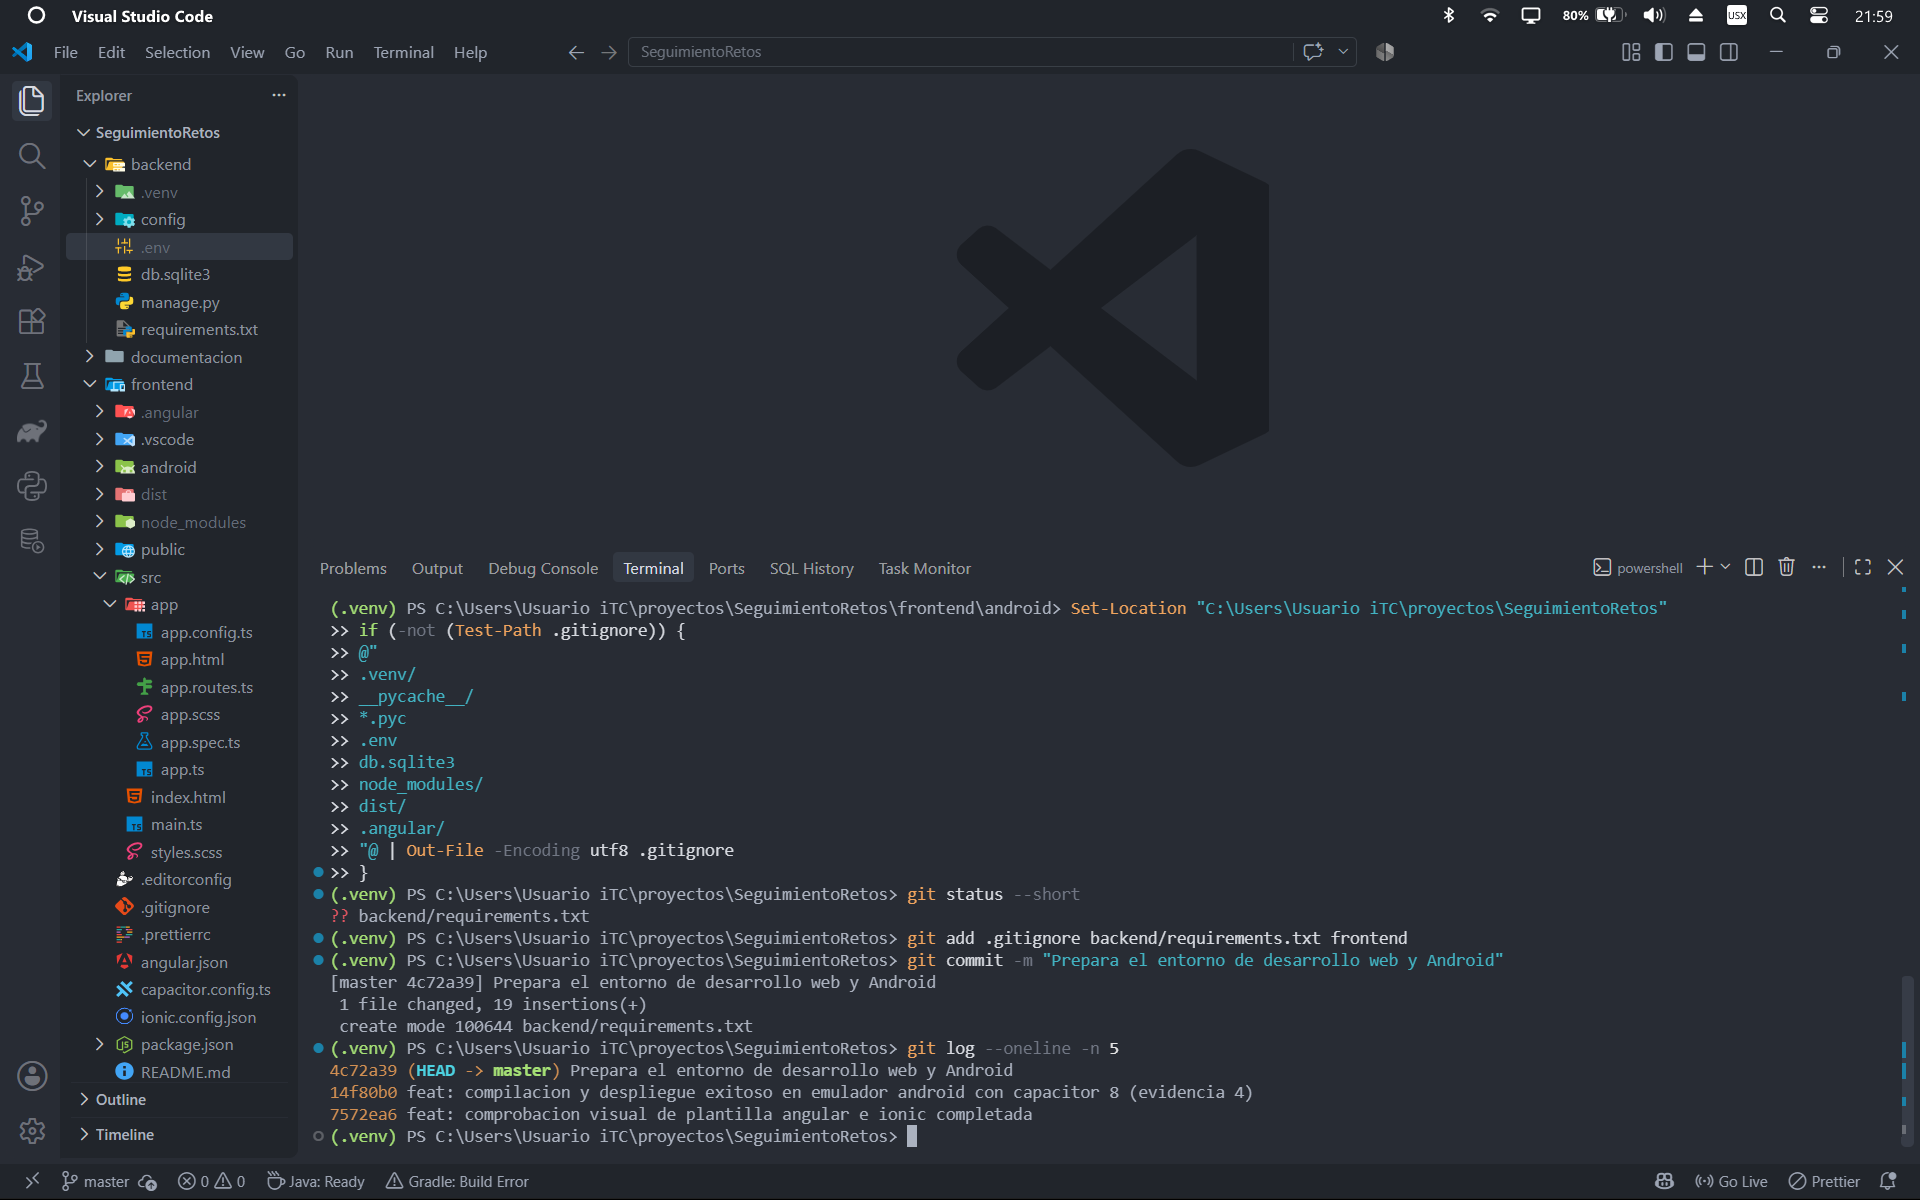 Visual Studio Code
80%
USX
21:59
File Edit Selection View Go Run Terminal Help
SeguimientoRetos
Explorer
SeguimientoRetos
backend
.venv
config
.env
db.sqlite3
manage.py
requirements.txt
documentacion
frontend
.angular
.vscode
android
dist
node_modules
public
src
app
app.config.ts
app.html
app.routes.ts
app.scss
app.spec.ts
app.ts
index.html
main.ts
styles.scss
.editorconfig
.gitignore
.prettierrc
angular.json
capacitor.config.ts
ionic.config.json
package.json
README.md
Outline
Timeline
Problems Output Debug Console Terminal Ports SQL History Task Monitor
powershell
(.venv) PS C:\Users\Usuario iTC\proyectos\SeguimientoRetos\frontend\android> Set-Location "C:\Users\Usuario iTC\proyectos\SeguimientoRetos"
>> if (-not (Test-Path .gitignore)) {
>> @"
>> .venv/
>> __pycache__/
>> *.pyc
>> .env
>> db.sqlite3
>> node_modules/
>> dist/
>> .angular/
>> "@ | Out-File -Encoding utf8 .gitignore
>> }
(.venv) PS C:\Users\Usuario iTC\proyectos\SeguimientoRetos> git status --short
?? backend/requirements.txt
(.venv) PS C:\Users\Usuario iTC\proyectos\SeguimientoRetos> git add .gitignore backend/requirements.txt frontend
(.venv) PS C:\Users\Usuario iTC\proyectos\SeguimientoRetos> git commit -m "Prepara el entorno de desarrollo web y Android"
[master 4c72a39] Prepara el entorno de desarrollo web y Android
1 file changed, 19 insertions(+)
create mode 100644 backend/requirements.txt
(.venv) PS C:\Users\Usuario iTC\proyectos\SeguimientoRetos> git log --oneline -n 5
4c72a39 (HEAD -> master) Prepara el entorno de desarrollo web y Android
14f80b0 feat: compilacion y despliegue exitoso en emulador android con capacitor 8 (evidencia 4)
7572ea6 feat: comprobacion visual de plantilla angular e ionic completada
(.venv) PS C:\Users\Usuario iTC\proyectos\SeguimientoRetos>
master 0 0 Java: Ready Gradle: Build Error
Go Live Prettier